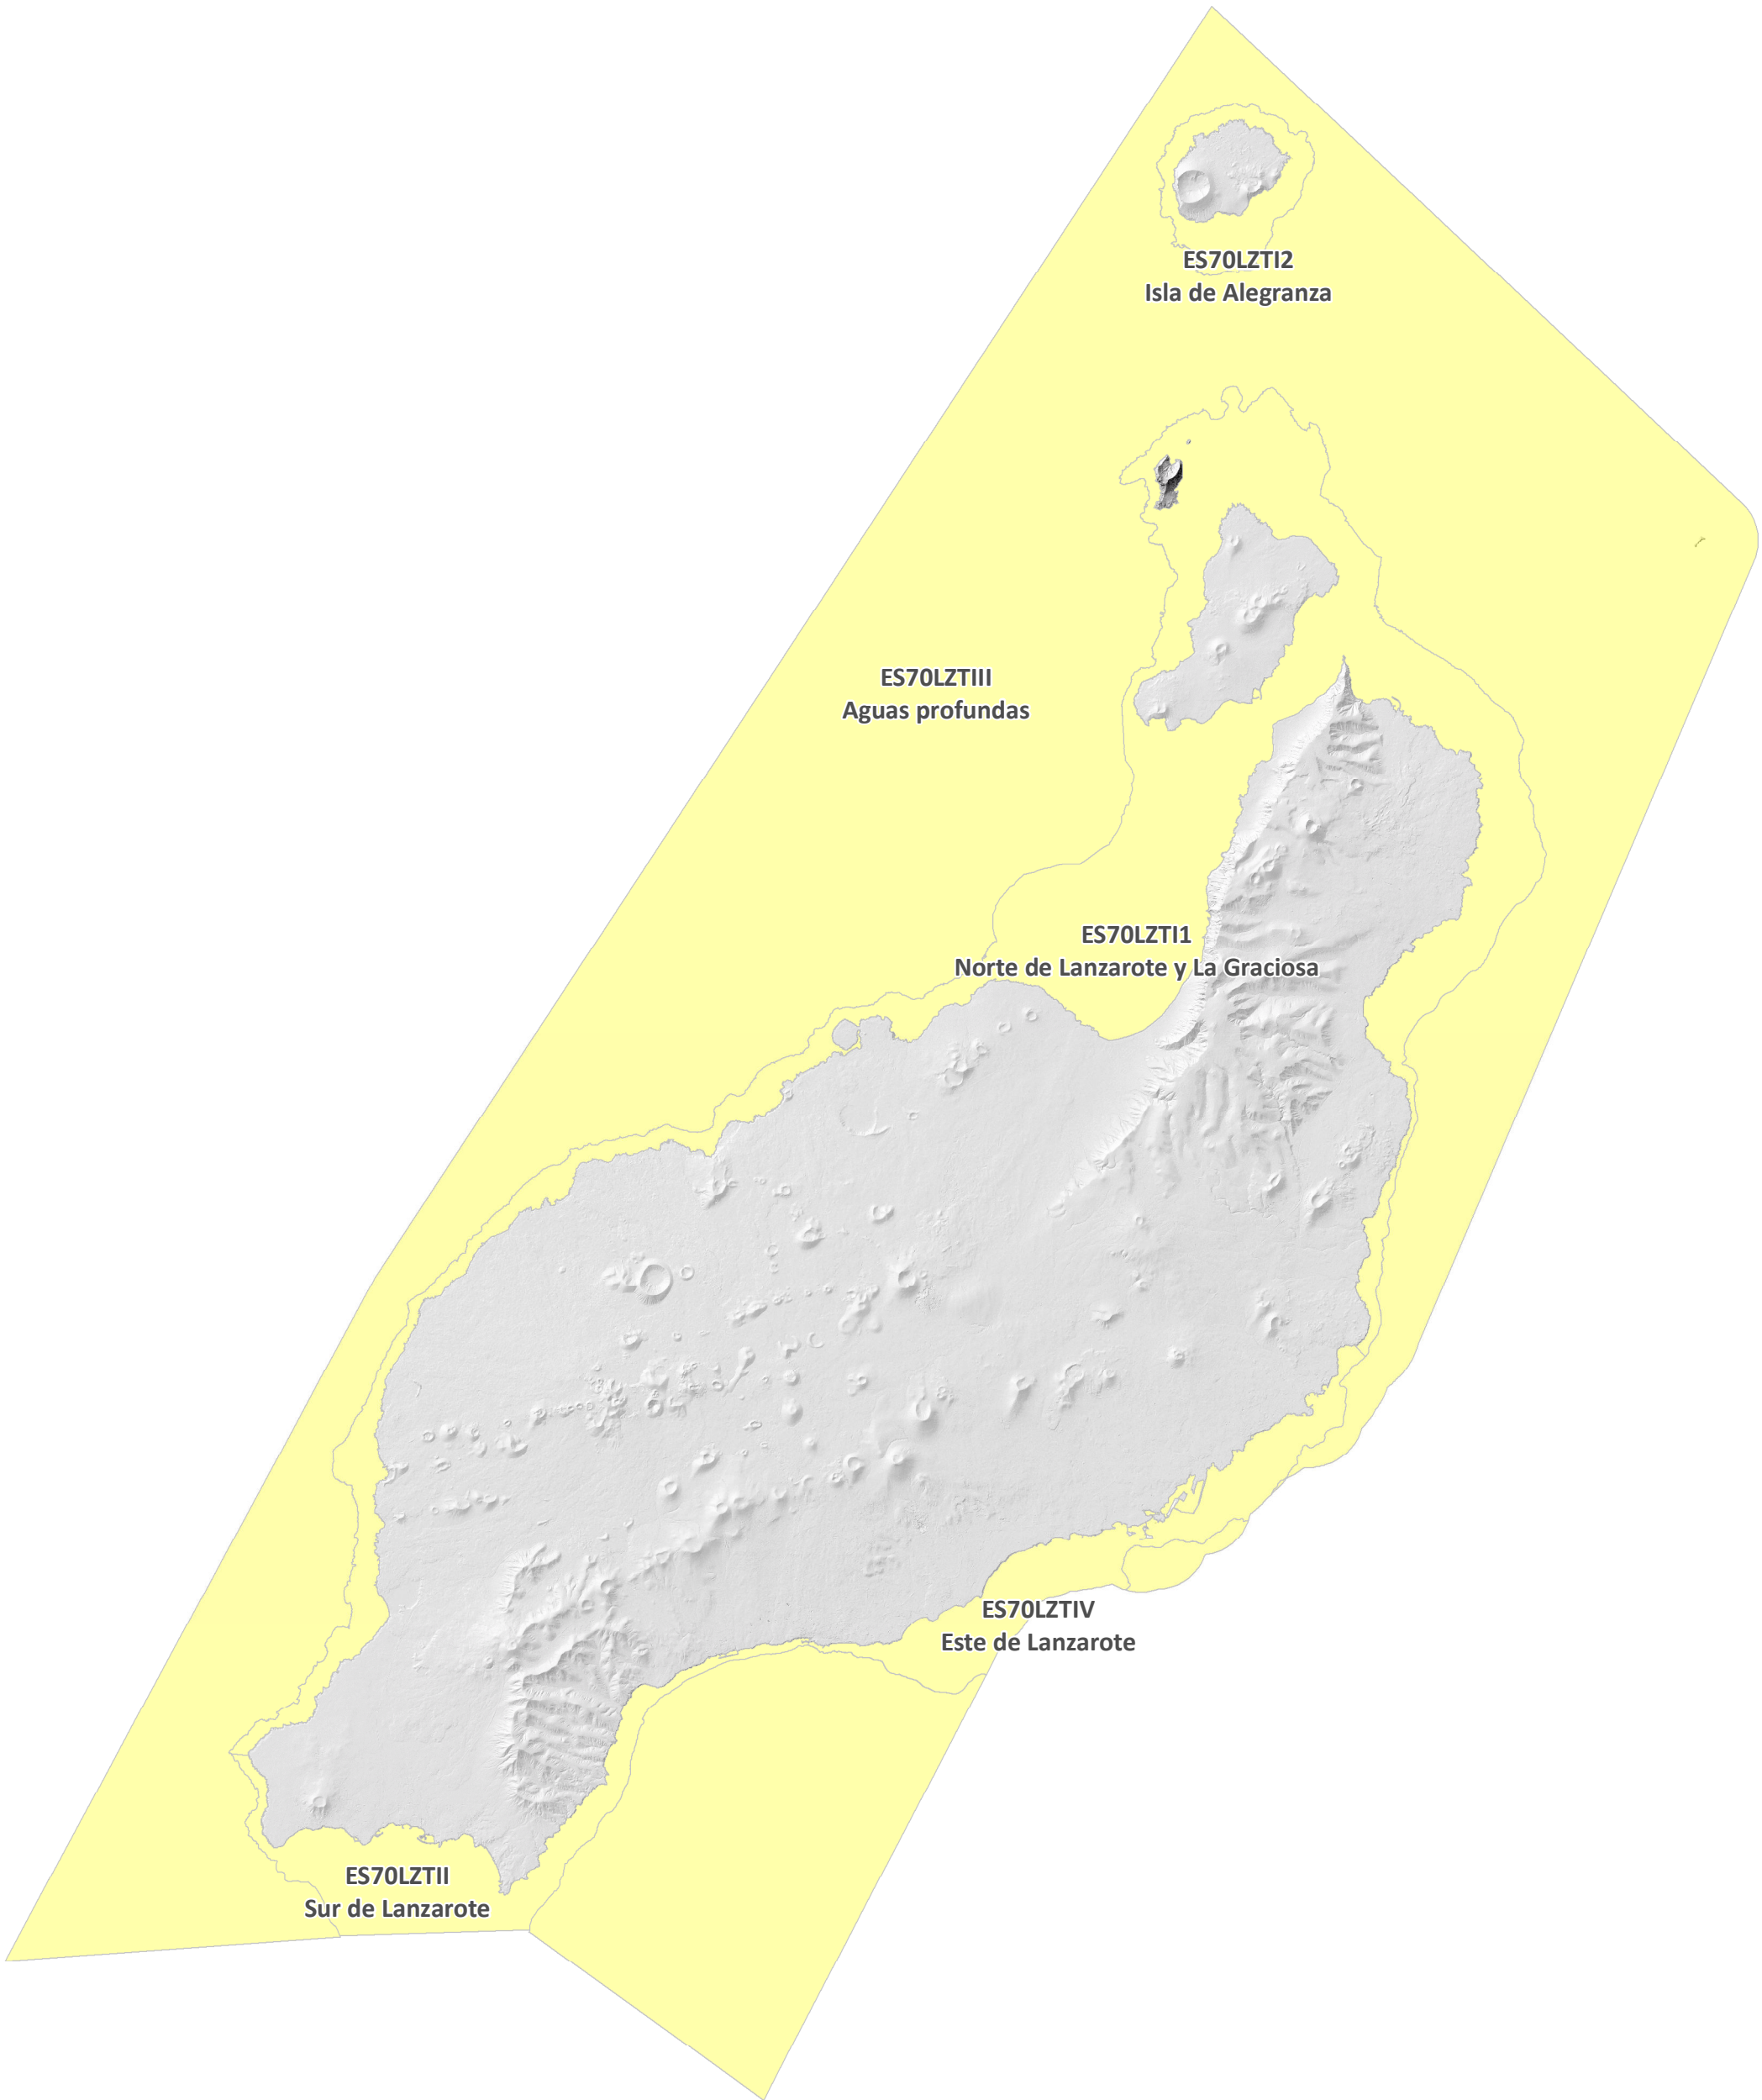 ES70LZTI2
Isla de Alegranza
ES70LZTIII
Aguas profundas
ES70LZTI1
Norte de Lanzarote y La Graciosa
ES70LZTIV
Este de Lanzarote
ES70LZTII
Sur de Lanzarote